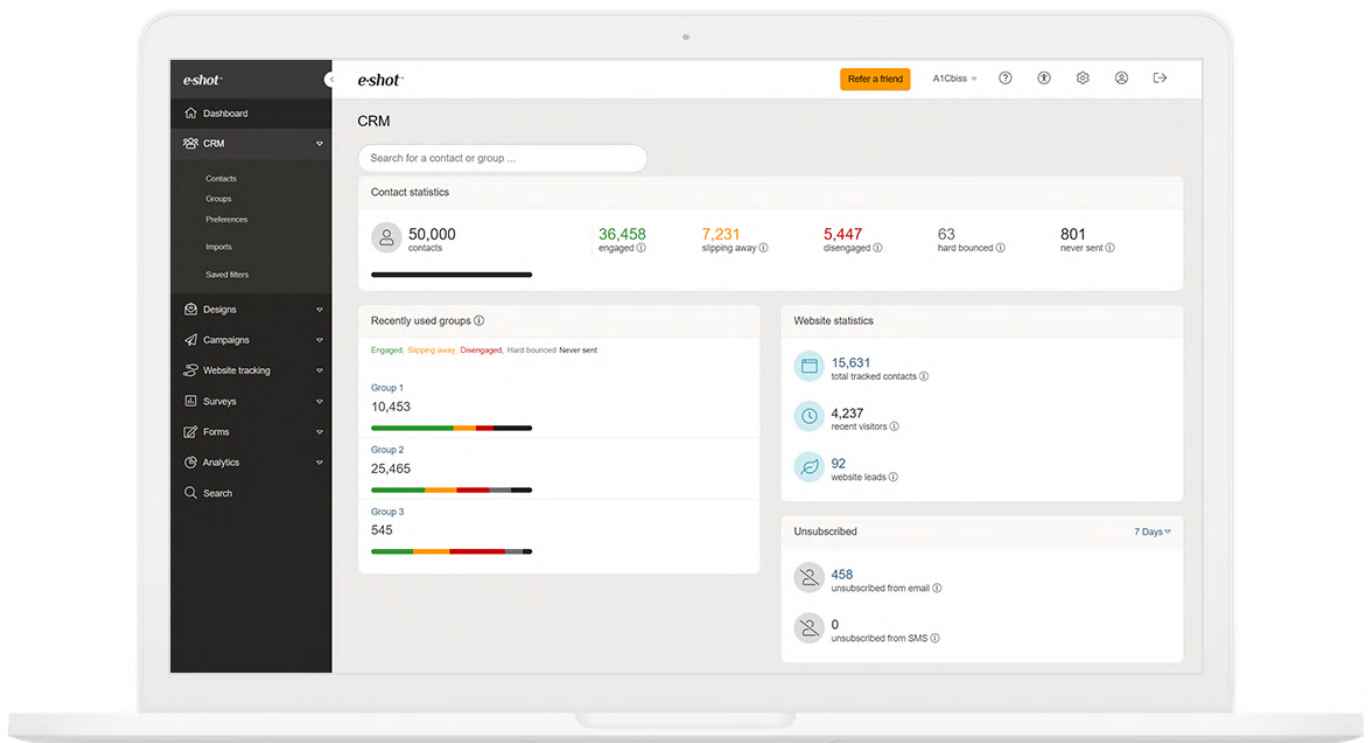 e-shot™
e-shot™
Refer a friend
A1Cbiss
Dashboard
CRM
Contacts
Groups
Preferences
Imports
Saved filters
Designs
Campaigns
Website tracking
Surveys
Forms
Analytics
Search
CRM
Search for a contact or group ...
Contact statistics
50,000
contacts
36,458
engaged
7,231
slipping away
5,447
disengaged
63
hard bounced
801
never sent
Recently used groups
Engaged, Slipping away, Disengaged, Hard bounced Never sent
Group 1
10,453
Group 2
25,465
Group 3
545
Website statistics
15,631
total tracked contacts
4,237
recent visitors
92
website leads
Unsubscribed
7 Days
458
unsubscribed from email
0
unsubscribed from SMS